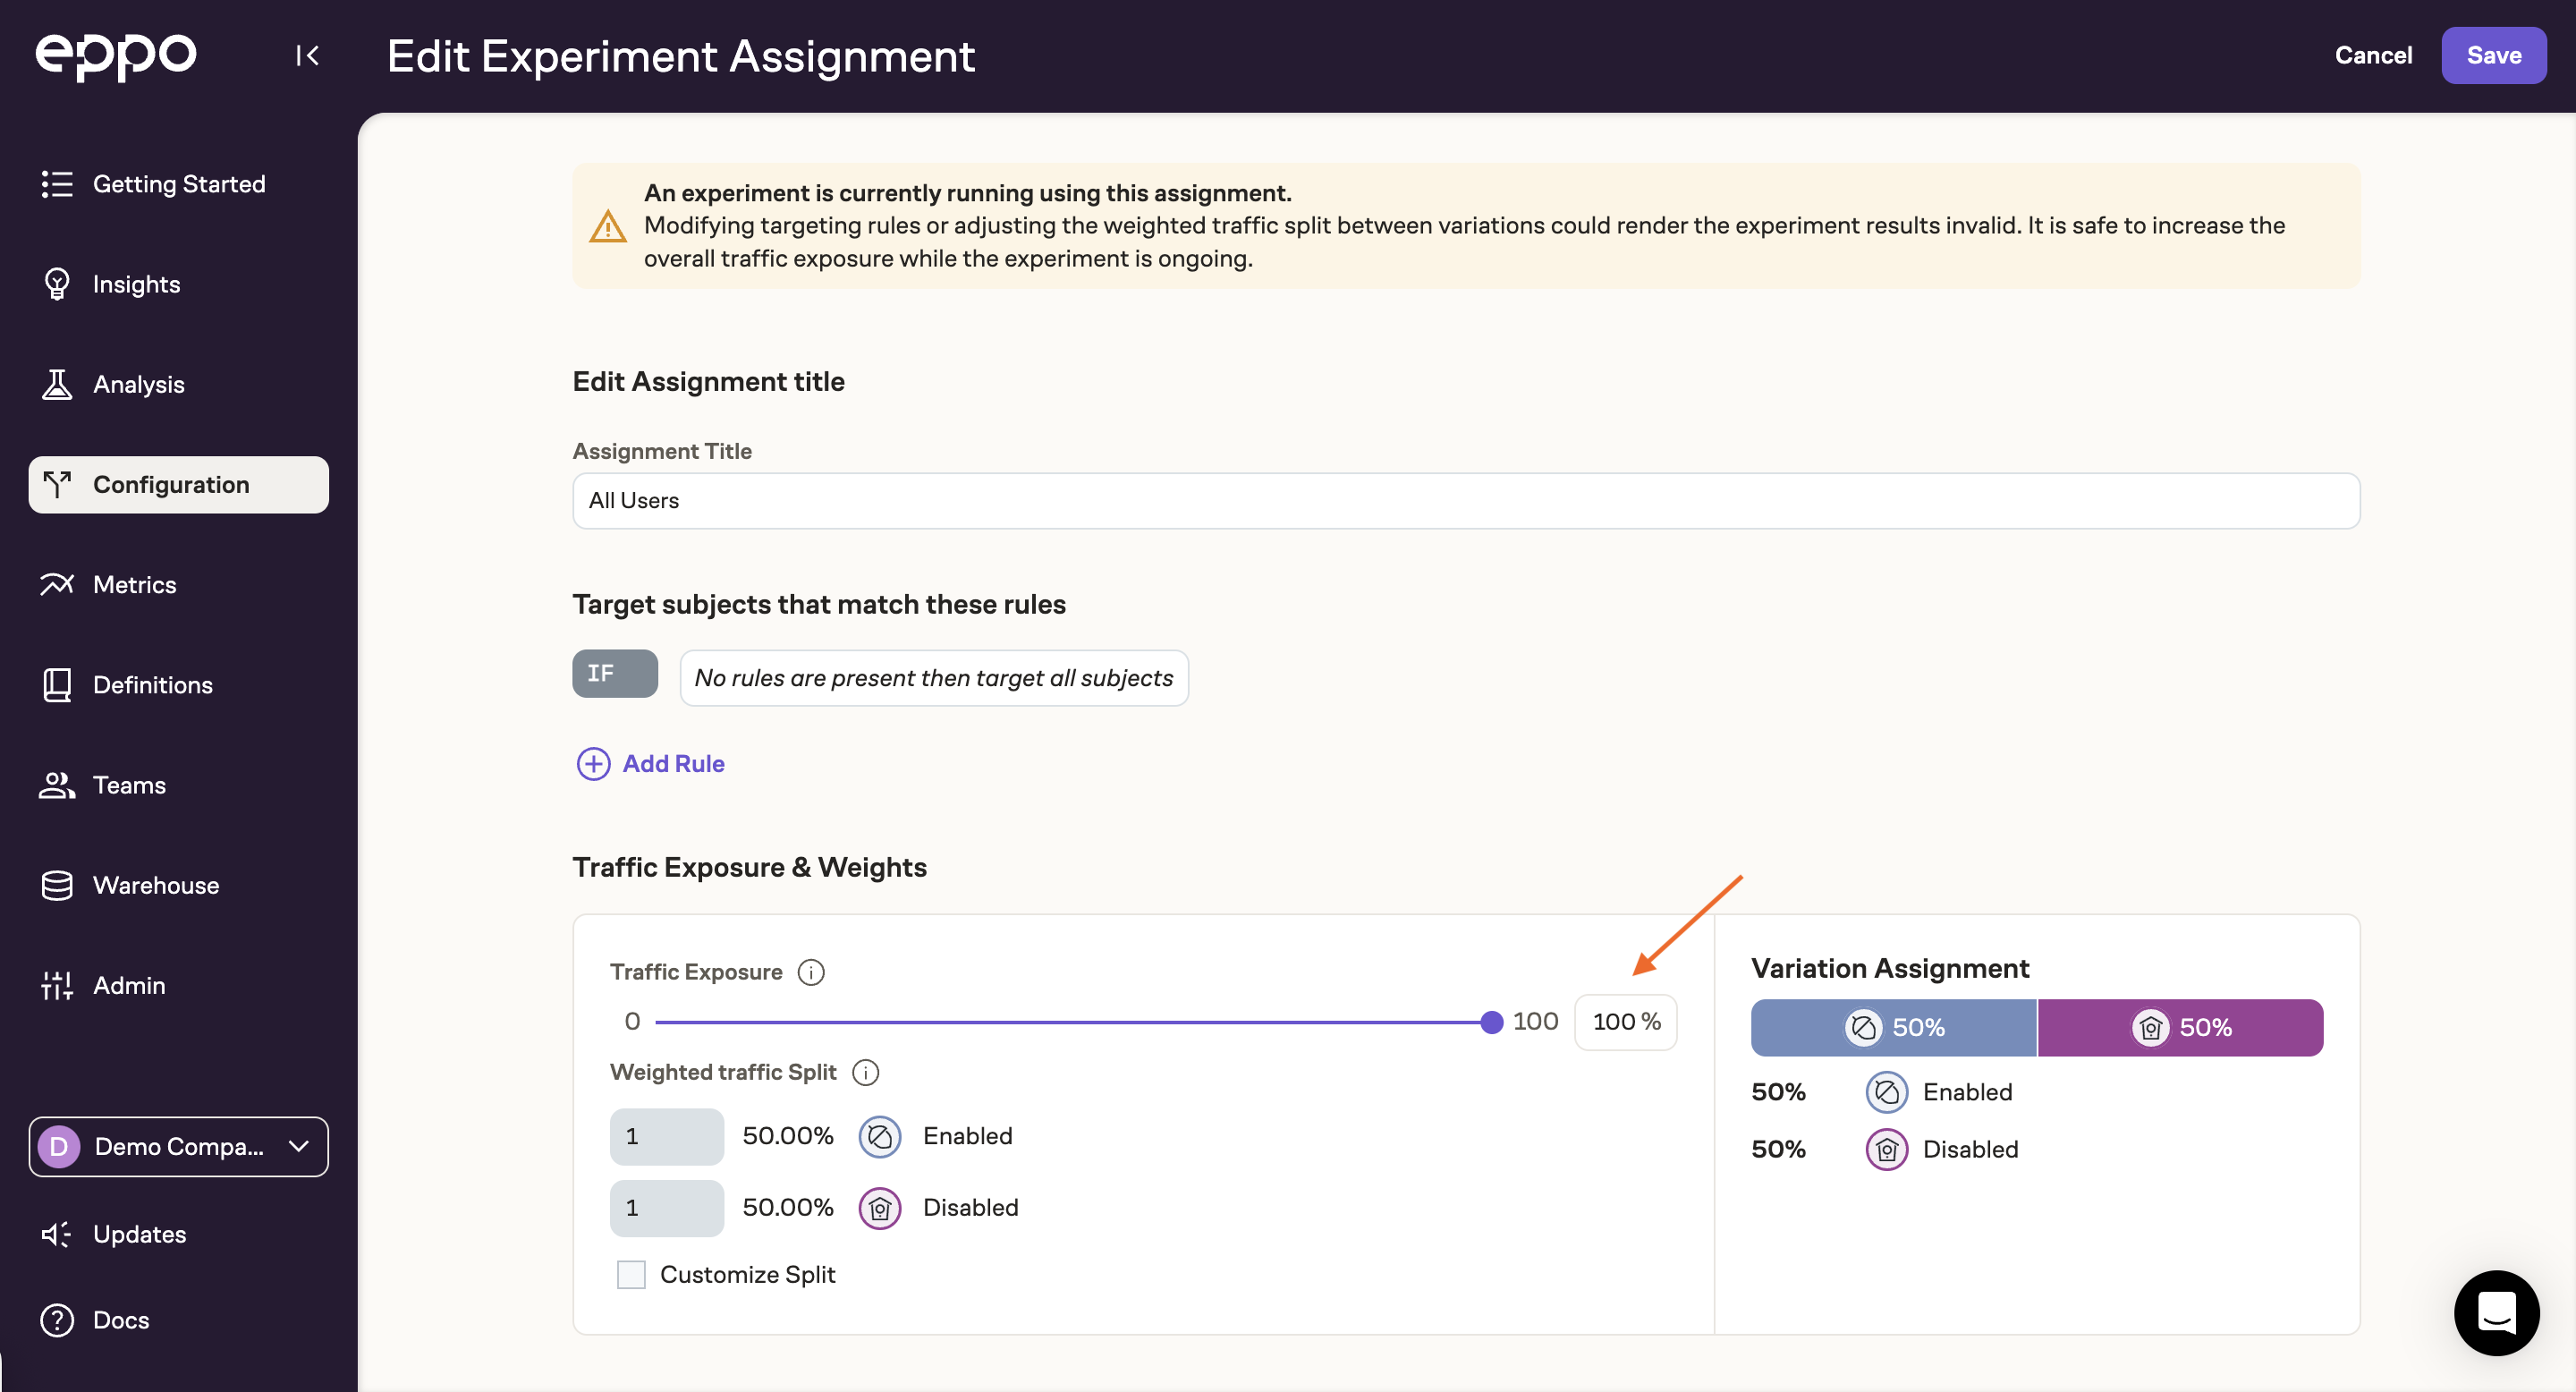 eppo
Edit Experiment Assignment
Cancel
Save
Getting Started
Insights
Analysis
Configuration
Metrics
Definitions
Teams
Warehouse
Admin
D Demo Compa...
Updates
Docs
An experiment is currently running using this assignment.
Modifying targeting rules or adjusting the weighted traffic split between variations could render the experiment results invalid. It is safe to increase the
overall traffic exposure while the experiment is ongoing.
Edit Assignment title
Assignment Title
All Users
Target subjects that match these rules
IF No rules are present then target all subjects
Add Rule
Traffic Exposure & Weights
Traffic Exposure
0 100 100 %
Weighted traffic Split
1 50.00% Enabled
1 50.00% Disabled
Customize Split
Variation Assignment
50% 50%
50% Enabled
50% Disabled